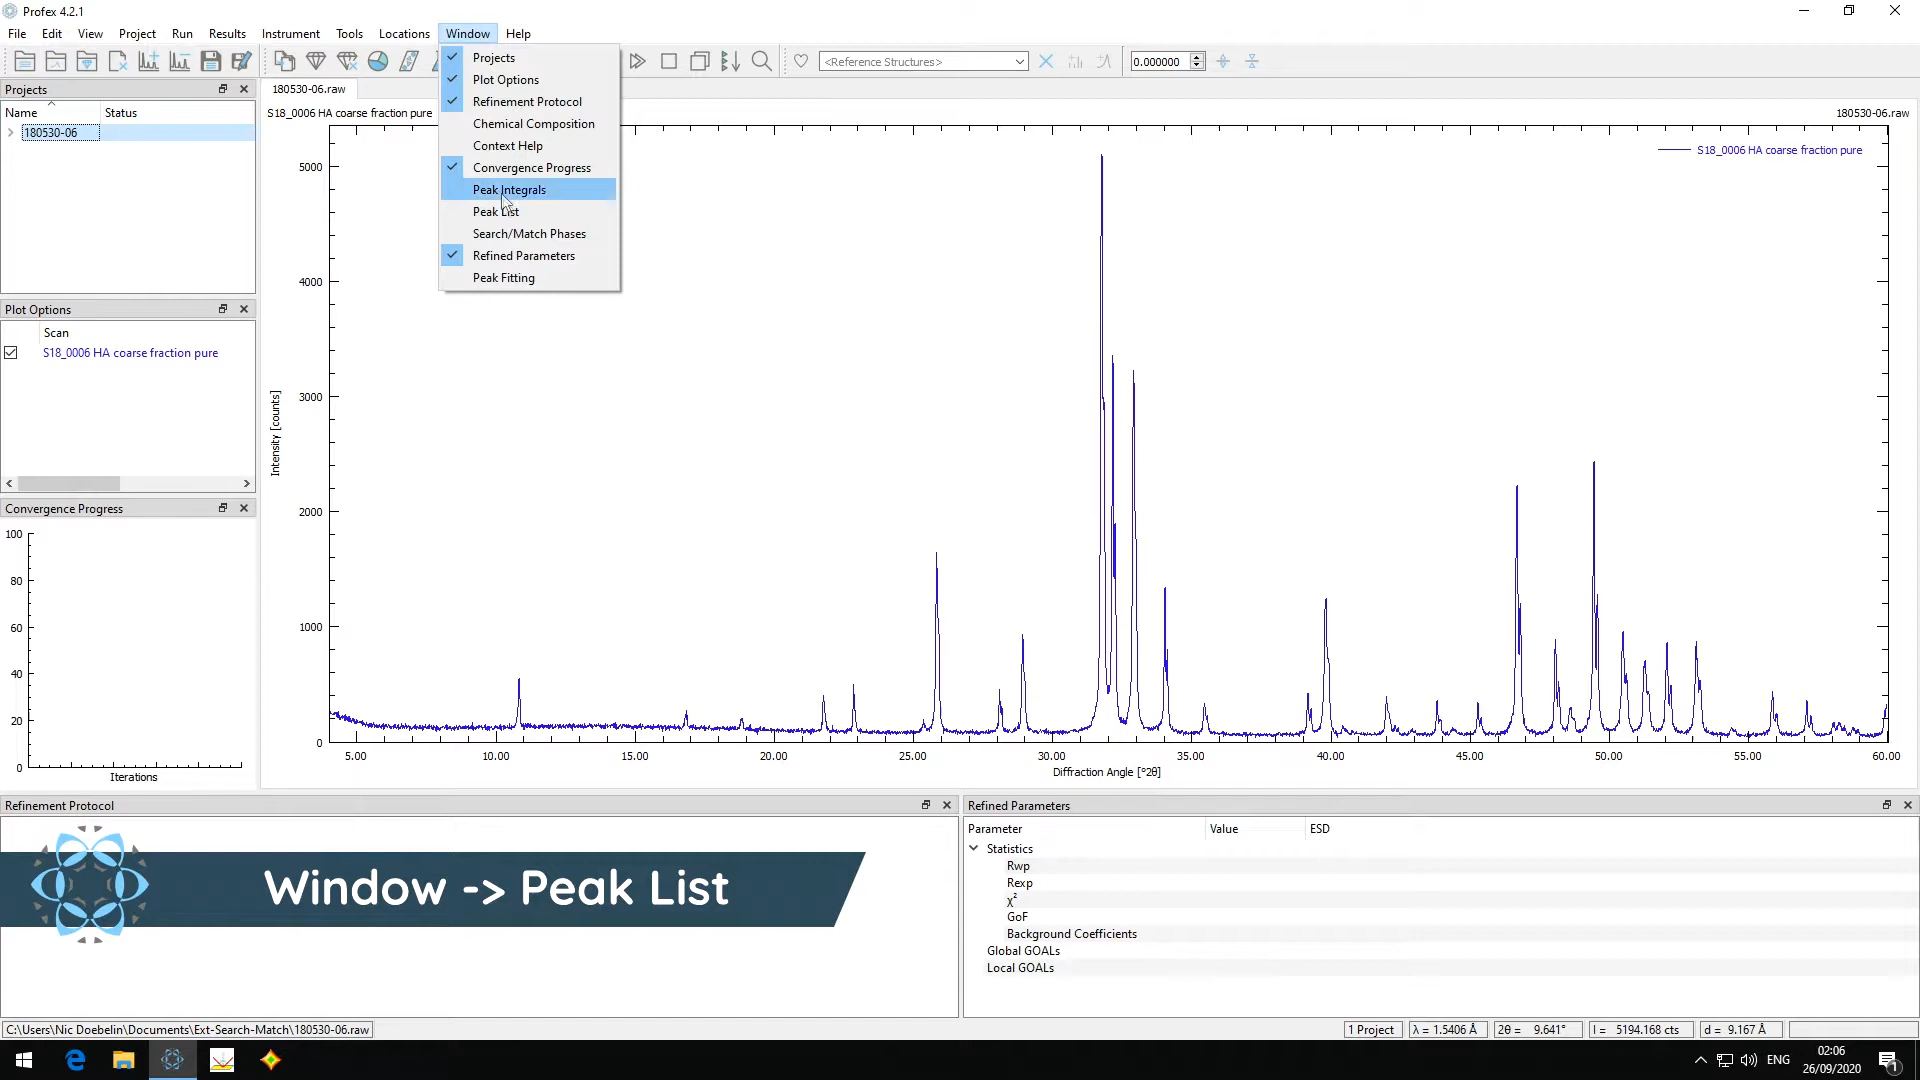 Profex 4.2.1
File Edit View Project Run Results Instrument Tools Locations Window Help
<Reference Structures>
0.000000
Projects
Plot Options
Refinement Protocol
Chemical Composition
Context Help
Convergence Progress
Peak Integrals
Peak List
Search/Match Phases
Refined Parameters
Peak Fitting
Projects
Name Status
180530-06
Plot Options
Scan
S18_0006 HA coarse fraction pure
Convergence Progress
100
80
60
40
20
0
Iterations
180530-06.raw
S18_0006 HA coarse fraction pure
180530-06.raw
S18_0006 HA coarse fraction pure
Intensity [counts]
5000
4000
3000
2000
1000
0
5.00 10.00 15.00 20.00 25.00 30.00 35.00 40.00 45.00 50.00 55.00 60.00
Diffraction Angle [°2θ]
Refinement Protocol
Window -> Peak List
Refined Parameters
Parameter Value ESD
Statistics
Rwp
Rexp
χ²
GoF
Background Coefficients
Global GOALs
Local GOALs
C:\Users\Nic Doebelin\Documents\Ext-Search-Match\180530-06.raw
1 Project λ = 1.5406 Å 2θ = 9.641° I = 5194.168 cts d = 9.167 Å
ENG
02:06
26/09/2020
1